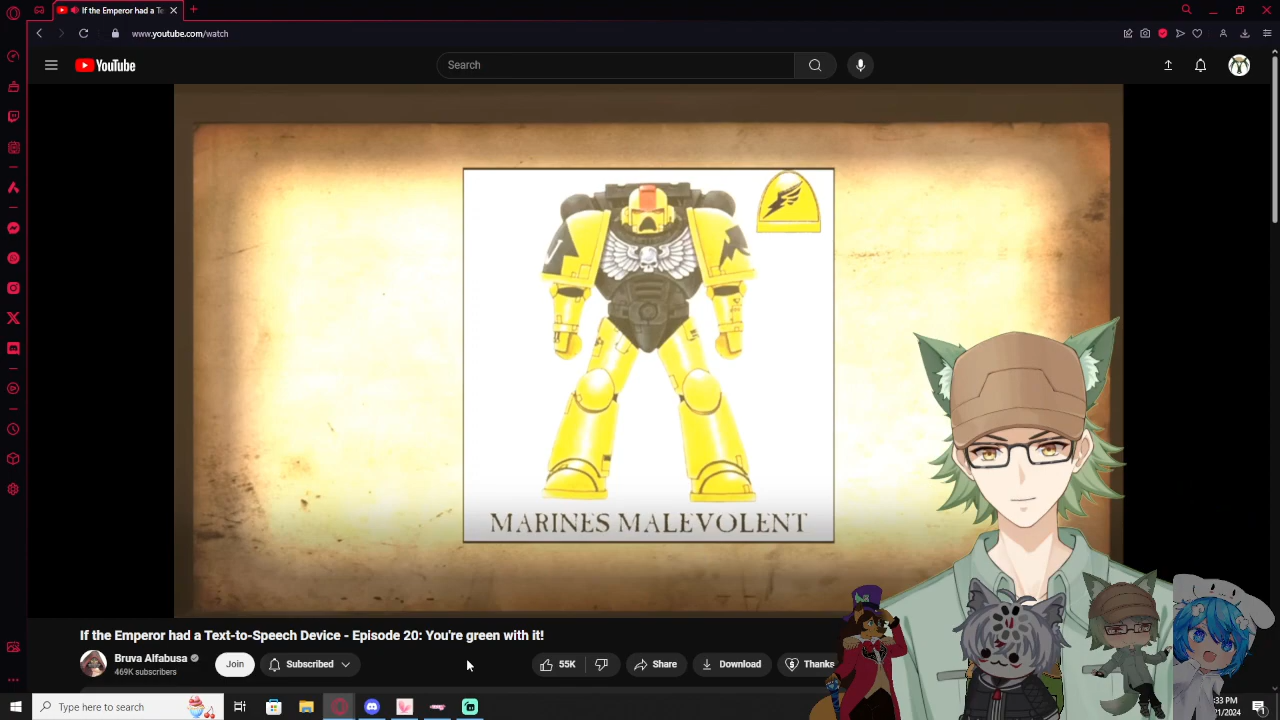 If the Emperor had a Te
www.youtube.com/watch
YouTube
Search
MARINES MALEVOLENT
If the Emperor had a Text-to-Speech Device - Episode 20: You're green with it!
Bruva Alfabusa
469K subscribers
Join
Subscribed
55K
Share
Download
Thanks
Type here to search